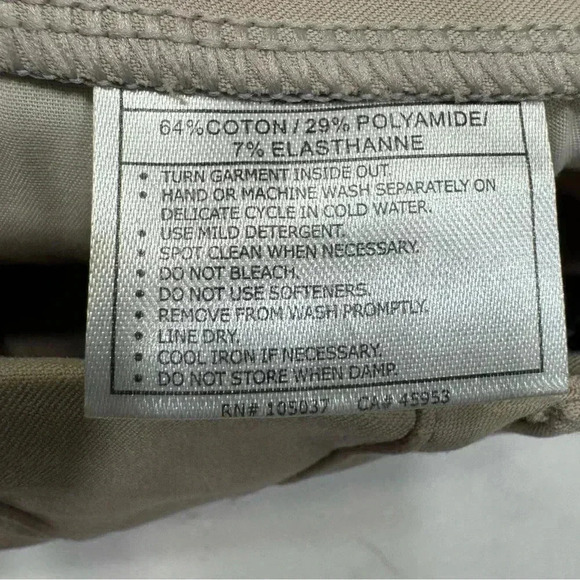 64%COTTON/29% POLYAMIDE/
7% ELASTHANNE
• TURN GARMENT INSIDE OUT.
• HAND OR MACHINE WASH SEPARATELY ON
DELICATE CYCLE IN COLD WATER.
• USE MILD DETERGENT.
• SPOT CLEAN WHEN NECESSARY.
• DO NOT BLEACH.
• DO NOT USE SOFTENERS.
• REMOVE FROM WASH PROMPTLY.
• LINE DRY.
• COOL IRON IF NECESSARY.
• DO NOT STORE WHEN DAMP.
RN# 105037 CA# 45953